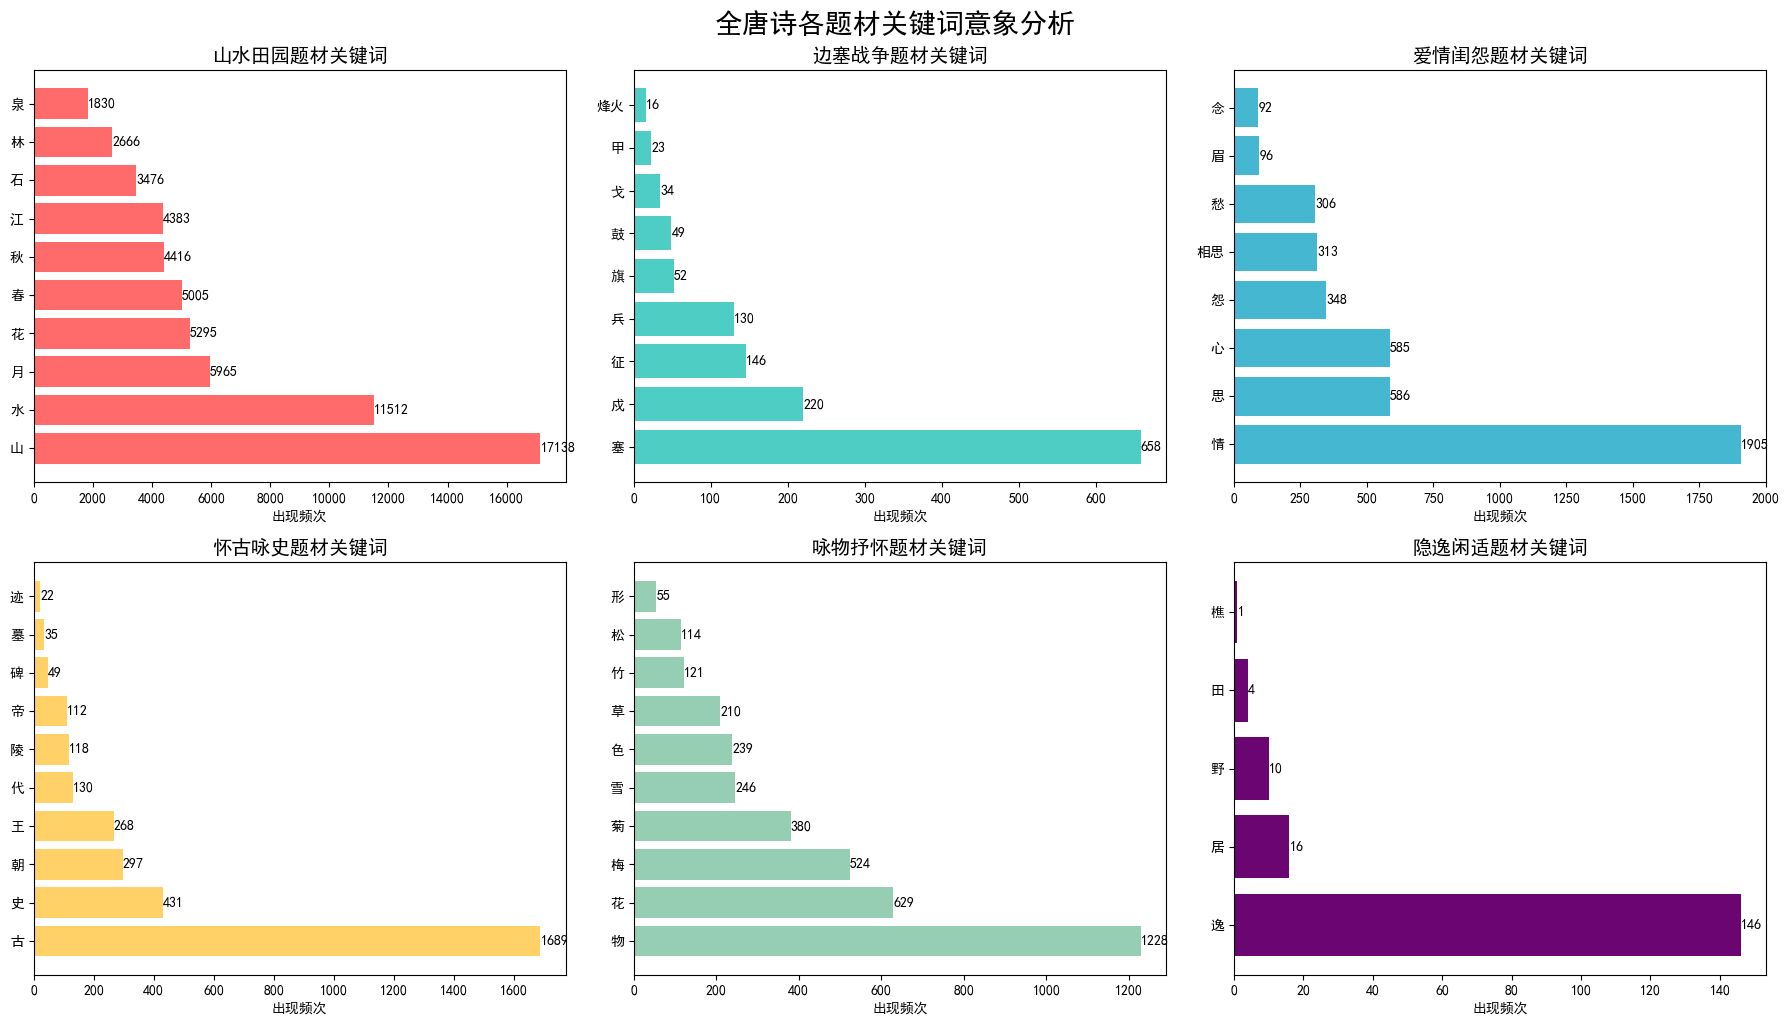 全唐诗各题材关键词意象分析
山水田园题材关键词
泉 1830
林 2666
石 3476
江 4383
秋 4416
春 5005
花 5295
月 5965
水 11512
山 17138
0 2000 4000 6000 8000 10000 12000 14000 16000
出现频次
边塞战争题材关键词
烽火 16
甲 23
戈 34
鼓 49
旗 52
兵 130
征 146
戍 220
塞 658
0 100 200 300 400 500 600
出现频次
爱情闺怨题材关键词
念 92
眉 96
愁 306
相思 313
怨 348
心 585
思 586
情 1905
0 250 500 750 1000 1250 1500 1750 2000
出现频次
怀古咏史题材关键词
迹 22
墓 35
碑 49
帝 112
陵 118
代 130
王 268
朝 297
史 431
古 1689
0 200 400 600 800 1000 1200 1400 1600
出现频次
咏物抒怀题材关键词
形 55
松 114
竹 121
草 210
色 239
雪 246
菊 380
梅 524
花 629
物 1228
0 200 400 600 800 1000 1200
出现频次
隐逸闲适题材关键词
樵 1
田 4
野 10
居 16
逸 146
0 20 40 60 80 100 120 140
出现频次